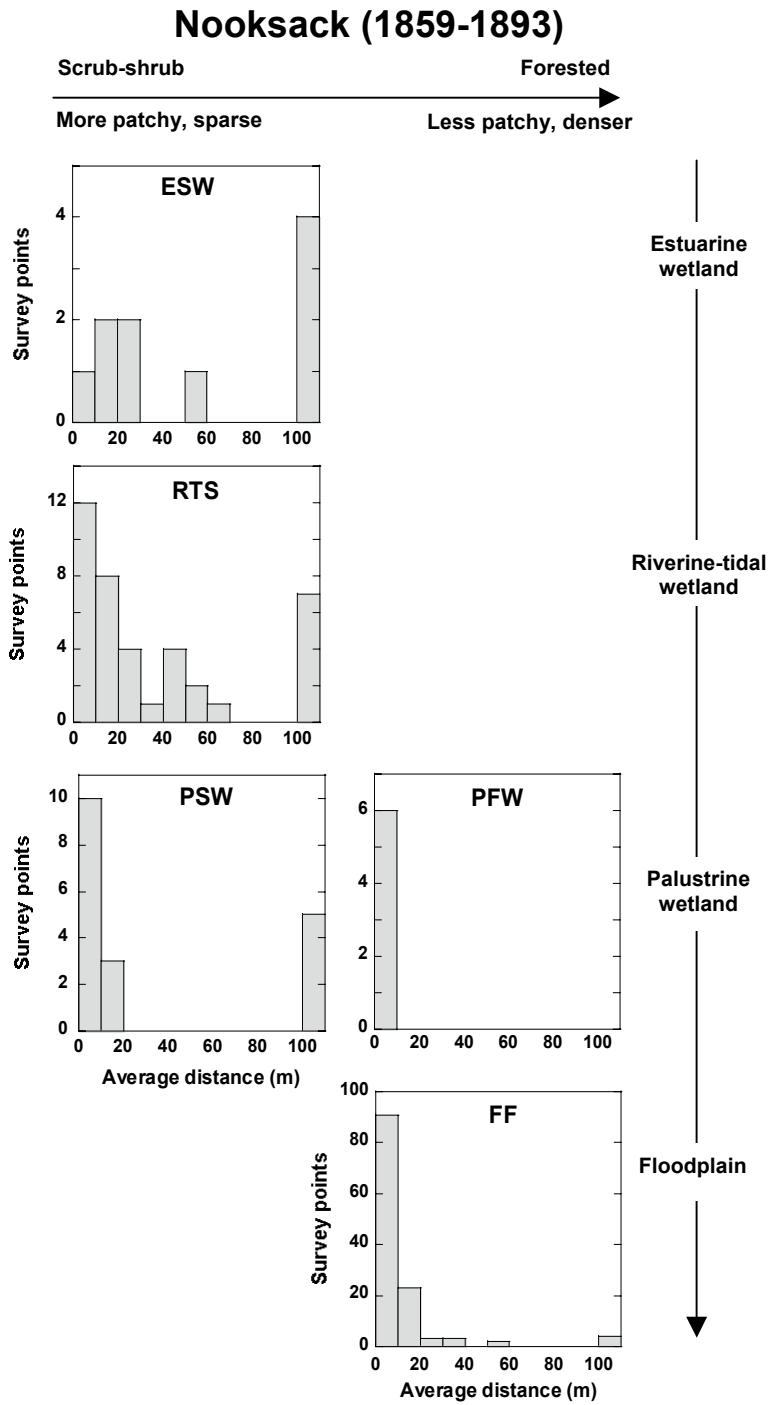 Nooksack (1859-1893)
Scrub-shrub Forested
More patchy, sparse Less patchy, denser
ESW
Survey points
4
2
0
0 20 40 60 80 100
Estuarine
wetland
RTS
Survey points
12
8
4
0
0 20 40 60 80 100
Riverine-tidal
wetland
PSW
Survey points
10
8
6
4
2
0
0 20 40 60 80 100
Average distance (m)
PFW
6
4
2
0
0 20 40 60 80 100
Palustrine
wetland
FF
Survey points
100
80
60
40
20
0
0 20 40 60 80 100
Average distance (m)
Floodplain